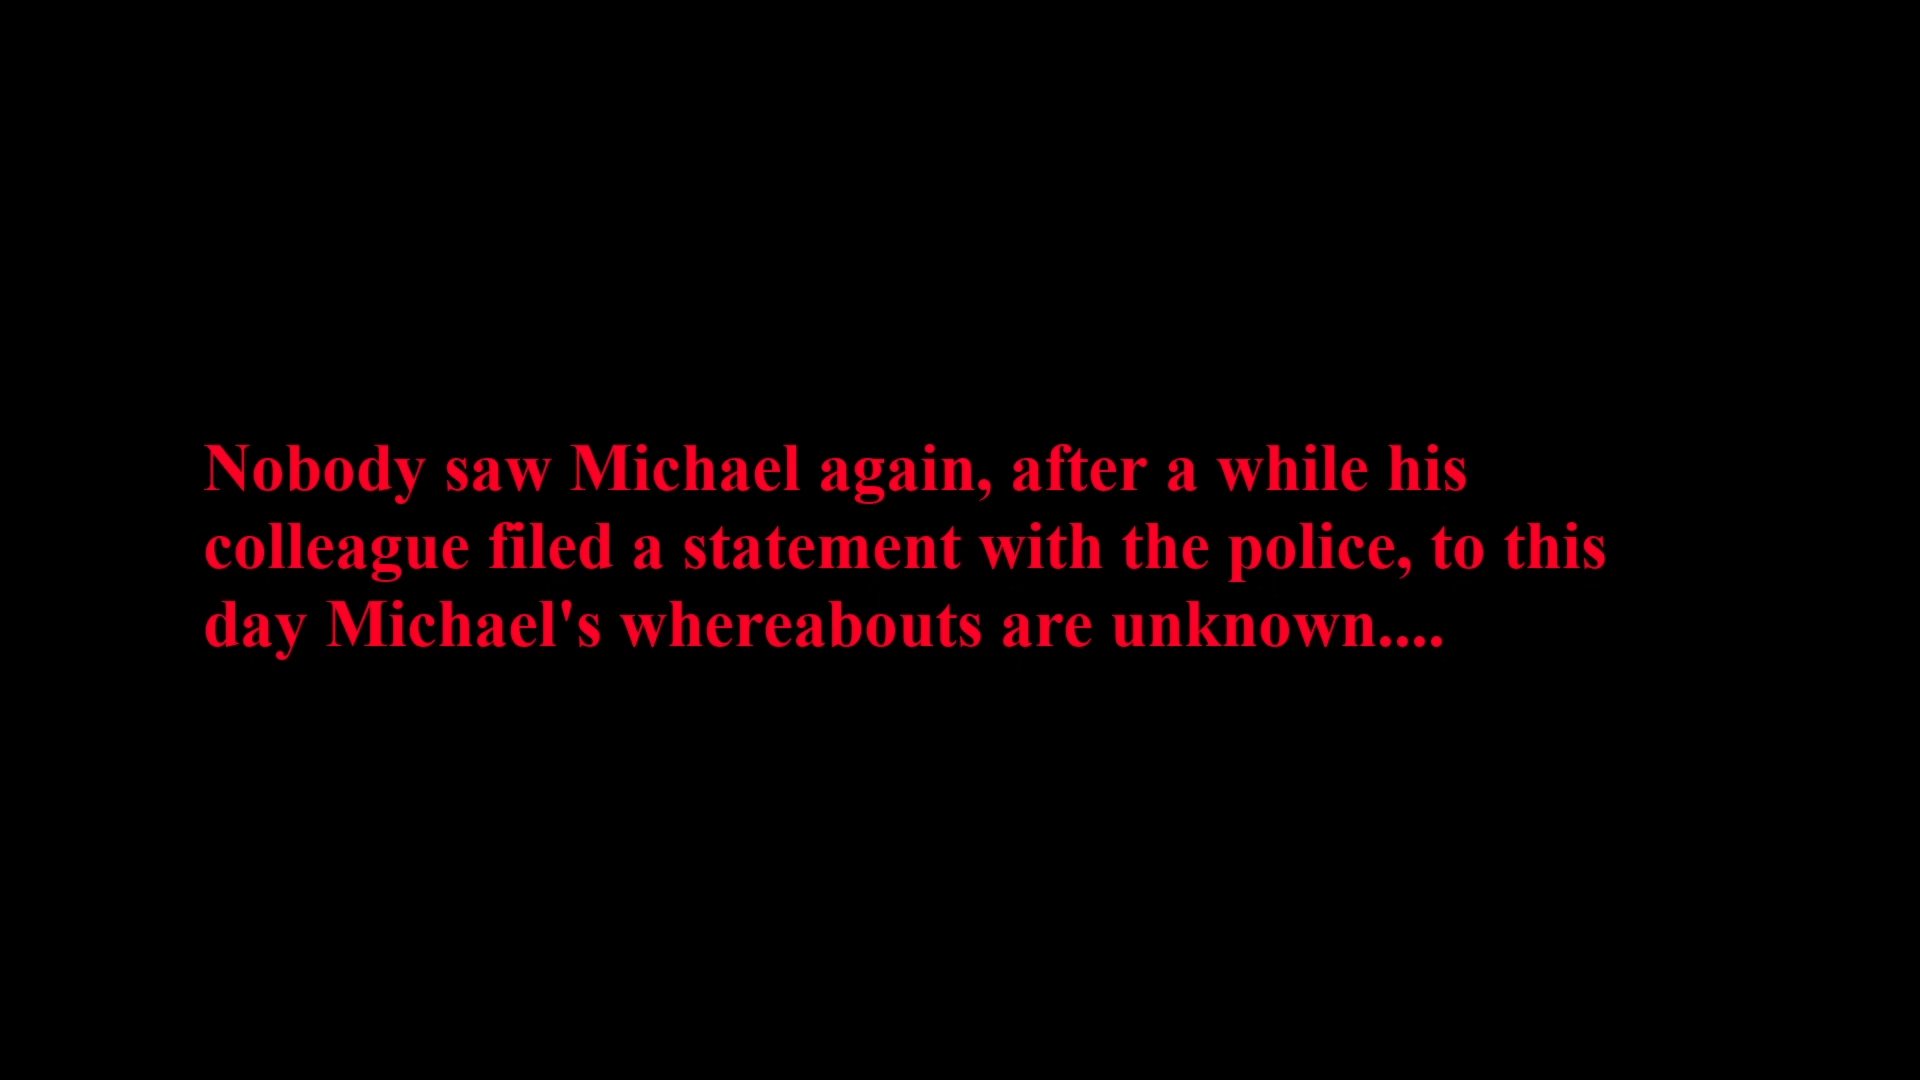 Nobody saw Michael again, after a while his
colleague filed a statement with the police, to this
day Michael's whereabouts are unknown....